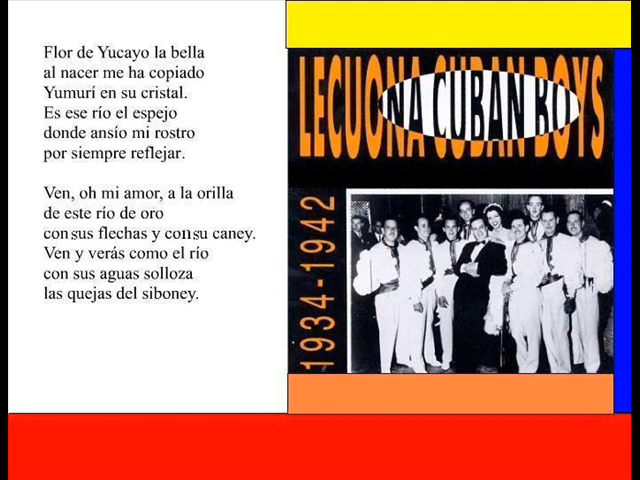 Flor de Yucayo la bella
al nacer me ha copiado
Yumurí en su cristal.
Es ese río el espejo
donde ansío mi rostro
por siempre reflejar.
Ven, oh mi amor, a la orilla
de este río de oro
con sus flechas y con su caney.
Ven y verás como el río
con sus aguas solloza
las quejas del siboney.
LECUONA CUBAN BOYS
1934-1942